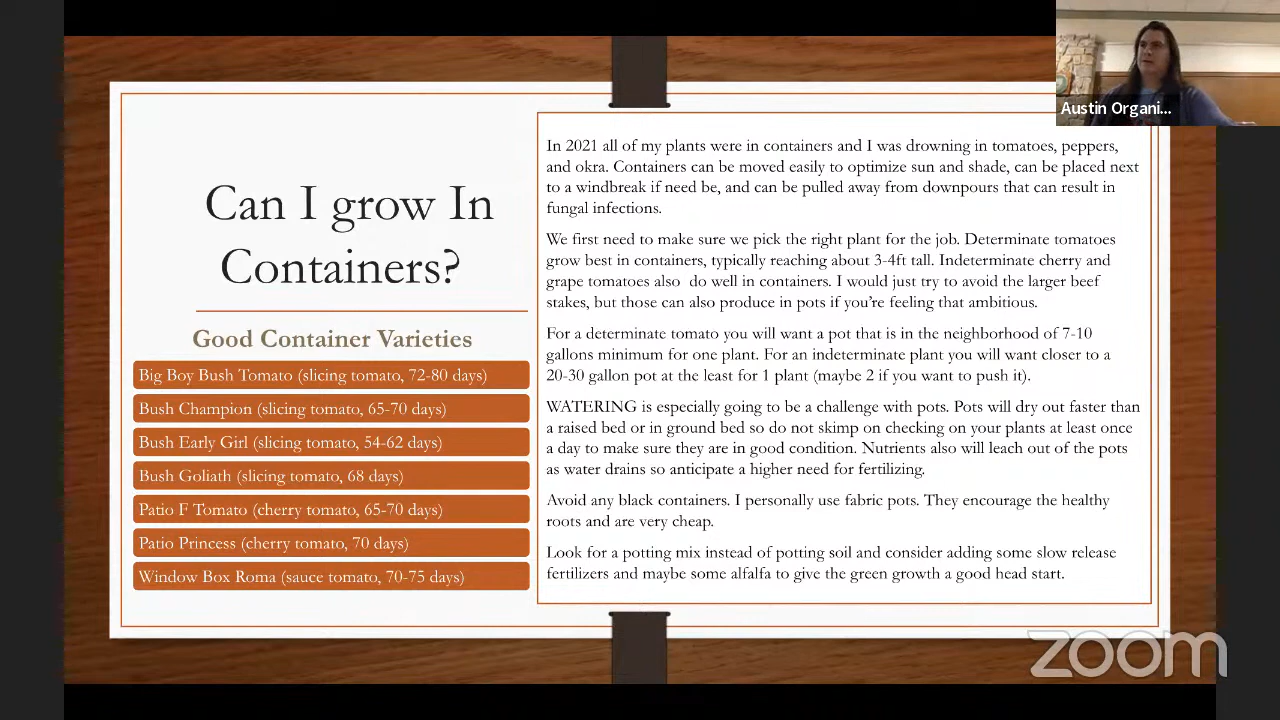 Austin Organi...
Can I grow In
Containers?
Good Container Varieties
Big Boy Bush Tomato (slicing tomato, 72-80 days)
Bush Champion (slicing tomato, 65-70 days)
Bush Early Girl (slicing tomato, 54-62 days)
Bush Goliath (slicing tomato, 68 days)
Patio F Tomato (cherry tomato, 65-70 days)
Patio Princess (cherry tomato, 70 days)
Window Box Roma (sauce tomato, 70-75 days)
In 2021 all of my plants were in containers and I was drowning in tomatoes, peppers,
and okra. Containers can be moved easily to optimize sun and shade, can be placed next
to a windbreak if need be, and can be pulled away from downpours that can result in
fungal infections.
We first need to make sure we pick the right plant for the job. Determinate tomatoes
grow best in containers, typically reaching about 3-4ft tall. Indeterminate cherry and
grape tomatoes also do well in containers. I would just try to avoid the larger beef
stakes, but those can also produce in pots if you're feeling that ambitious.
For a determinate tomato you will want a pot that is in the neighborhood of 7-10
gallons minimum for one plant. For an indeterminate plant you will want closer to a
20-30 gallon pot at the least for 1 plant (maybe 2 if you want to push it).
WATERING is especially going to be a challenge with pots. Pots will dry out faster than
a raised bed or in ground bed so do not skimp on checking on your plants at least once
a day to make sure they are in good condition. Nutrients also will leach out of the pots
as water drains so anticipate a higher need for fertilizing.
Avoid any black containers. I personally use fabric pots. They encourage the healthy
roots and are very cheap.
Look for a potting mix instead of potting soil and consider adding some slow release
fertilizers and maybe some alfalfa to give the green growth a good head start.
zoom